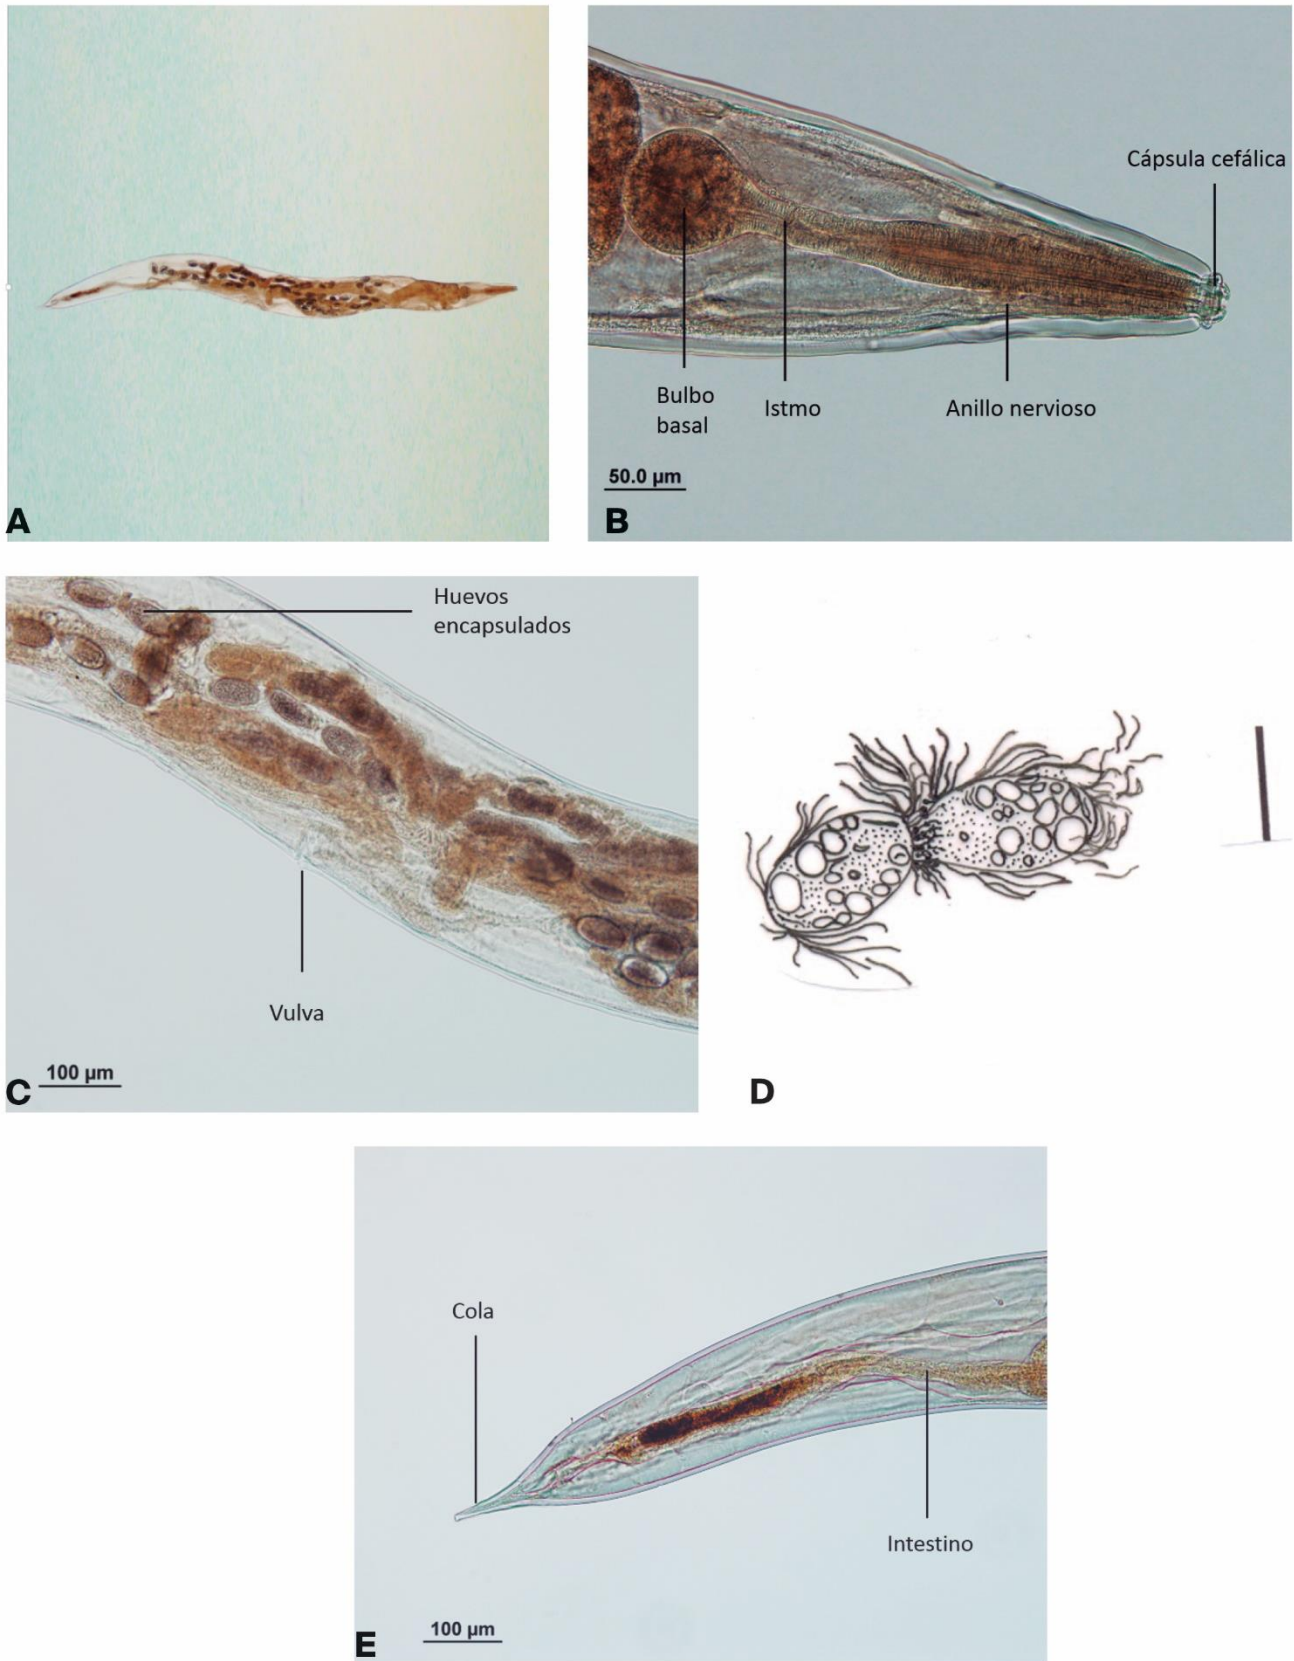 A
Cápsula cefálica
Bulbo
basal
Istmo
Anillo nervioso
50.0 µm
B
Huevos
encapsulados
Vulva
100 µm
C
D
Cola
Intestino
100 µm
E